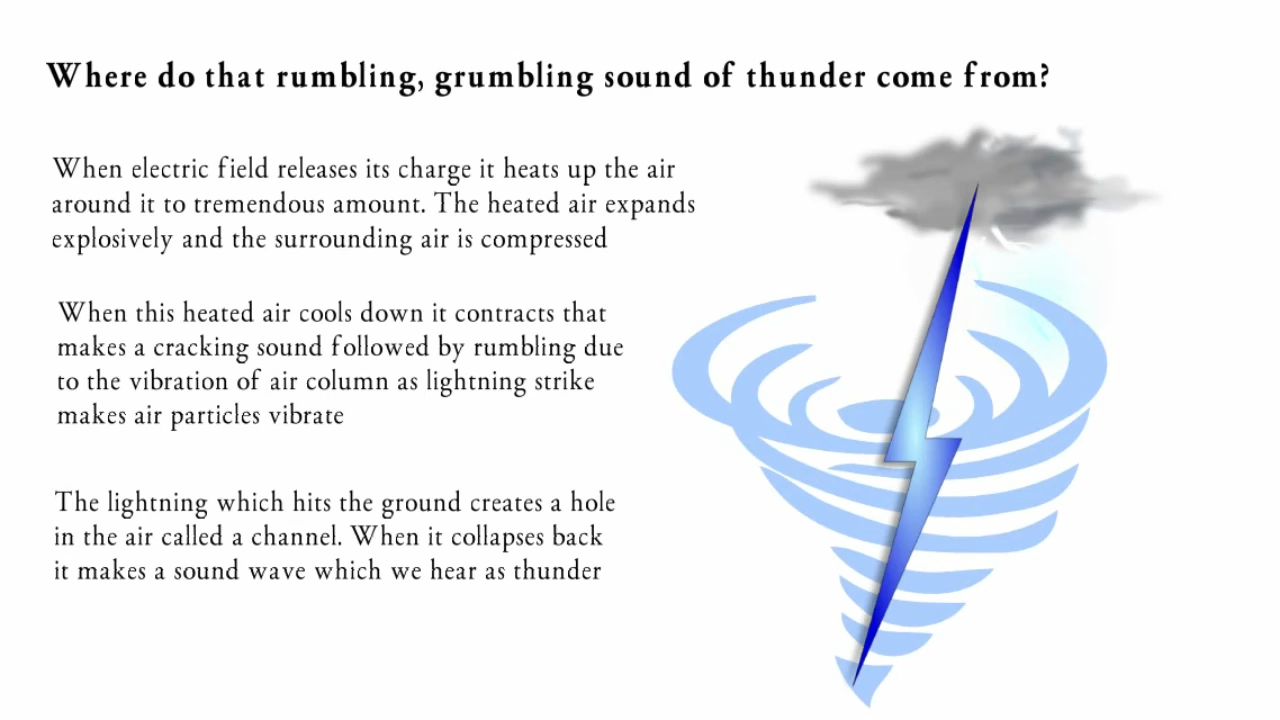 Where do that rumbling, grumbling sound of thunder come from?
When electric field releases its charge it heats up the air
around it to tremendous amount. The heated air expands
explosively and the surrounding air is compressed
When this heated air cools down it contracts that
makes a cracking sound followed by rumbling due
to the vibration of air column as lightning strike
makes air particles vibrate
The lightning which hits the ground creates a hole
in the air called a channel. When it collapses back
it makes a sound wave which we hear as thunder